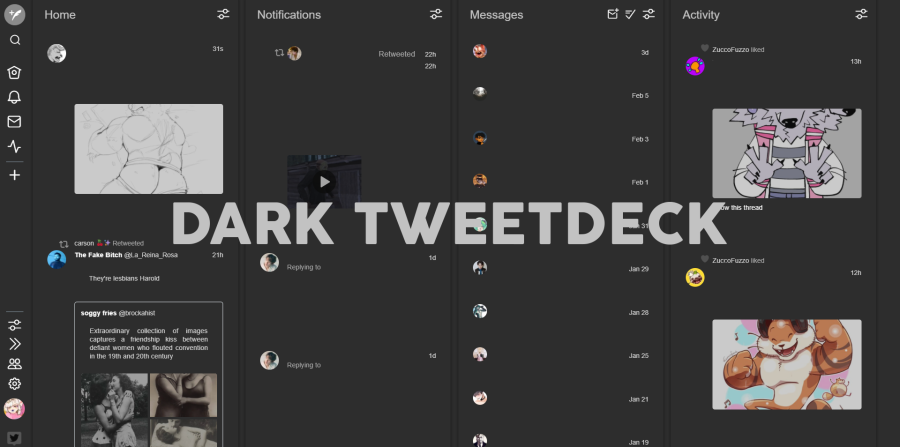 Home
31s
carson Retweeted
The Fake Bitch @La_Reina_Rosa 21h
They're lesbians Harold
soggy fries @brockahist
Extraordinary collection of images
captures a friendship kiss between
defiant women who flouted convention
in the 19th and 20th century
Notifications
Retweeted 22h
22h
1d
Replying to
1d
Replying to
Messages
3d
Feb 5
Feb 3
Feb 1
Jan 31
Jan 29
Jan 28
Jan 25
Jan 21
Jan 19
Activity
ZuccoFuzzo liked
13h
this thread
ZuccoFuzzo liked
12h
DARK TWEETDECK